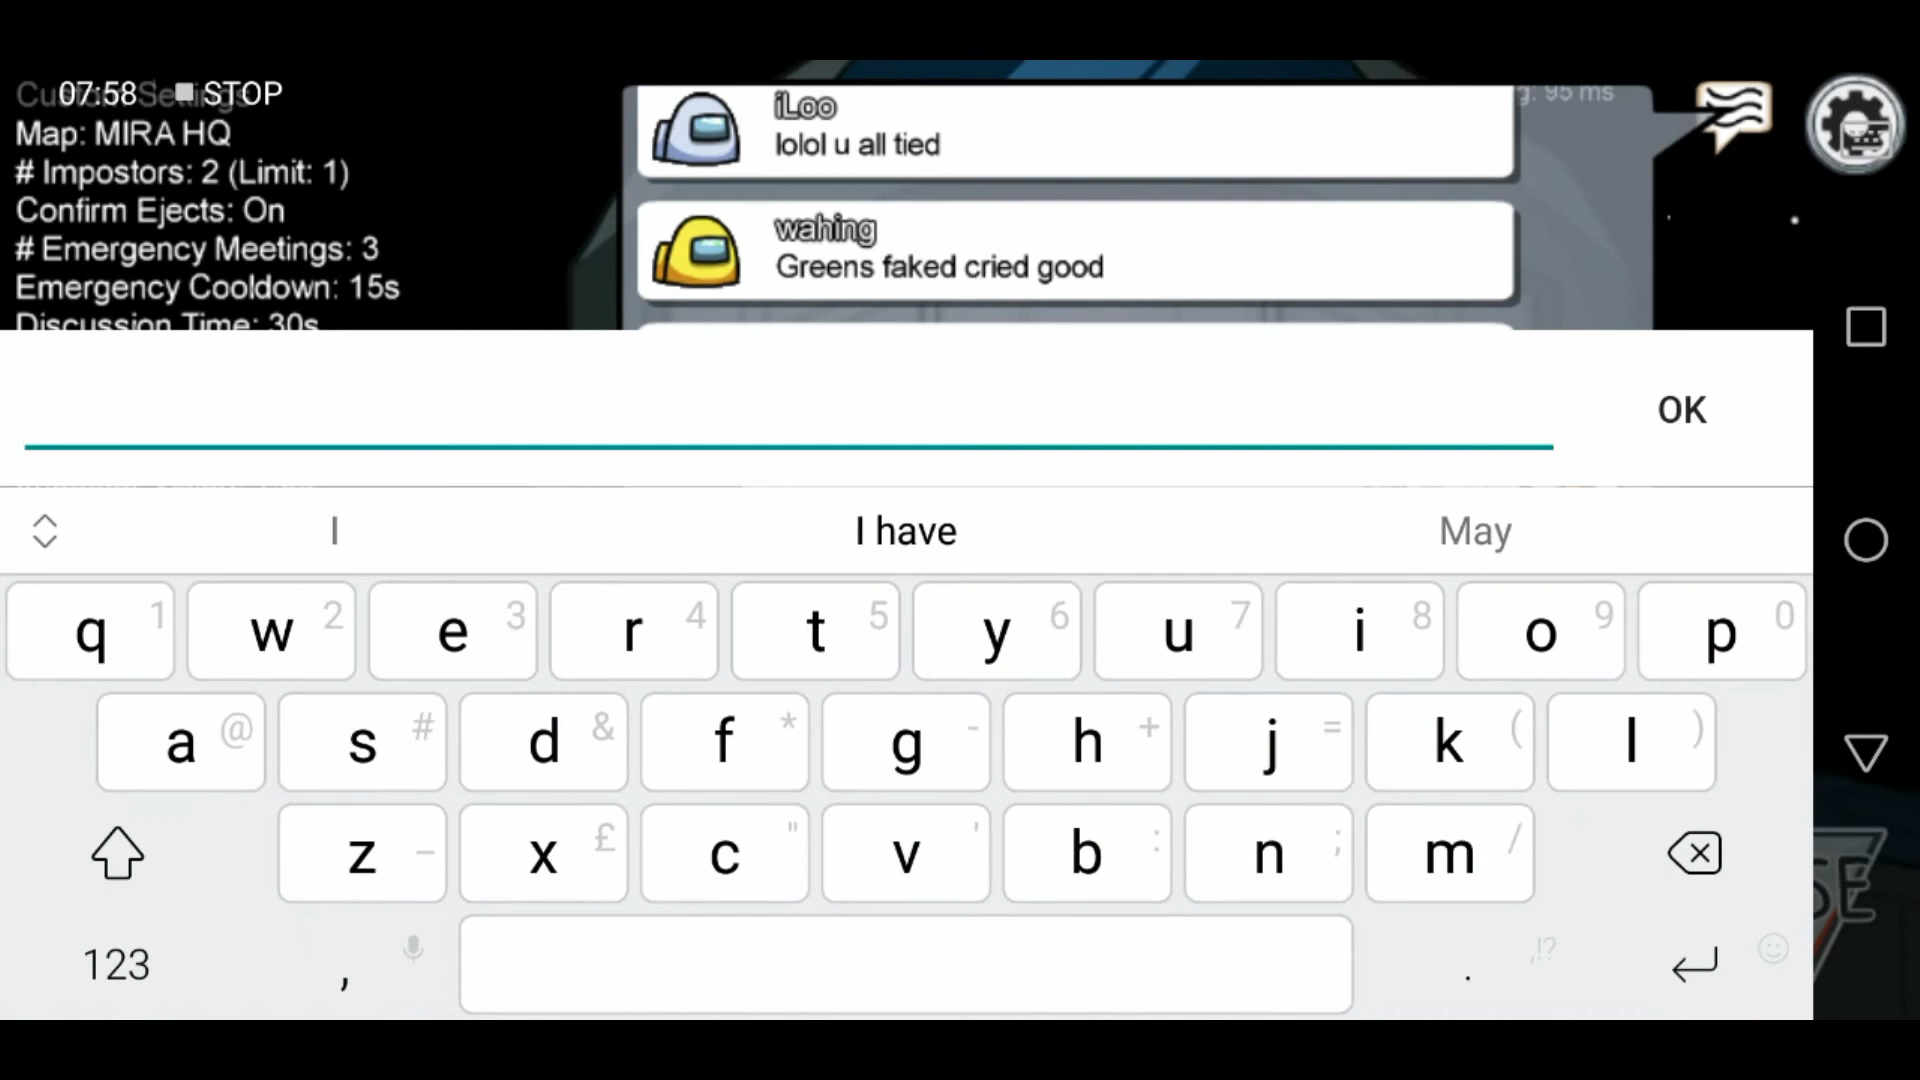 Custom Settings
07:58 STOP
Map: MIRA HQ
# Impostors: 2 (Limit: 1)
Confirm Ejects: On
# Emergency Meetings: 3
Emergency Cooldown: 15s
Discussion Time: 30s
g: 95 ms
iLoo
lolol u all tied
wahing
Greens faked cried good
OK
I
I have
May
q 1 w 2 e 3 r 4 t 5 y 6 u 7 i 8 o 9 p 0
a @ s # d & f * g - h + j = k ( l )
z – x £ c " v ' b : n ; m /
123 , . ,!?